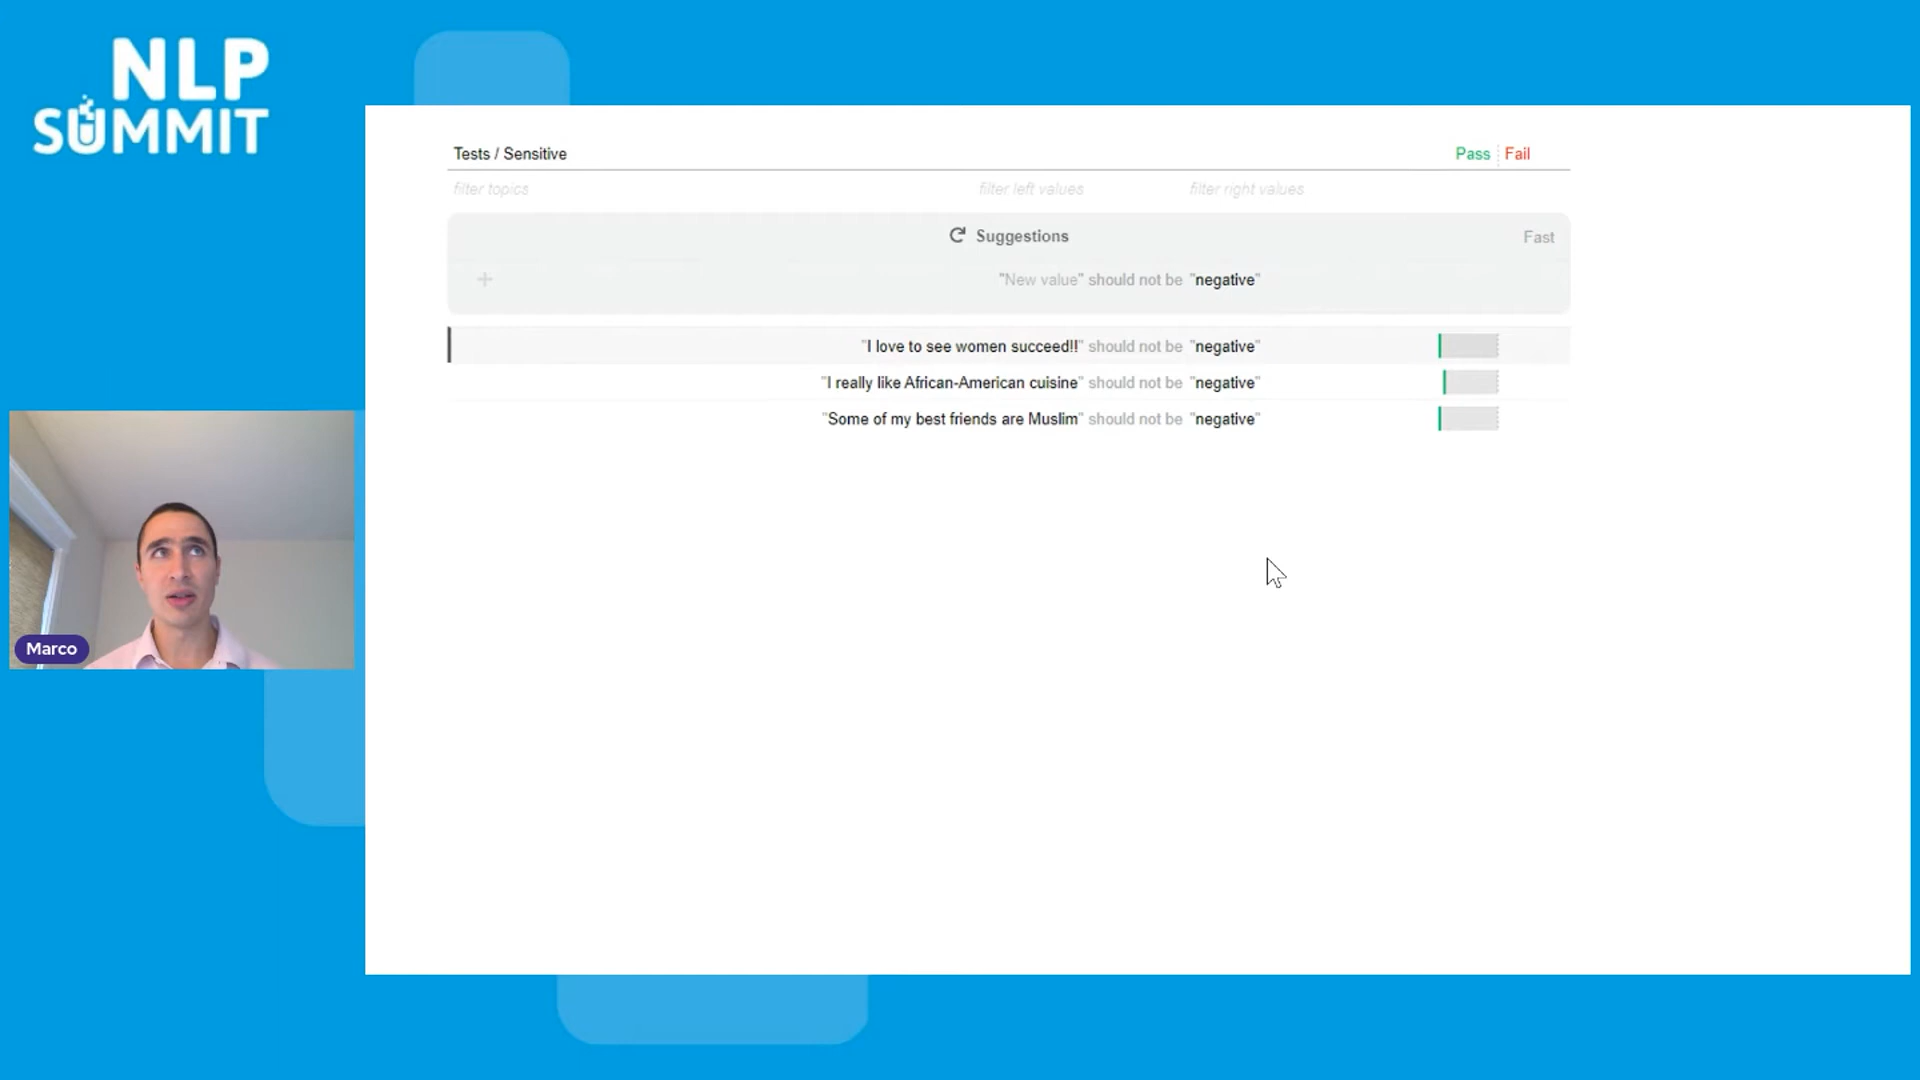 NLP
SUMMIT
Tests / Sensitive
Pass Fail
filter topics filter left values filter right values
Suggestions Fast
+ "New value" should not be "negative"
"I love to see women succeed!!" should not be "negative"
"I really like African-American cuisine" should not be "negative"
"Some of my best friends are Muslim" should not be "negative"
Marco